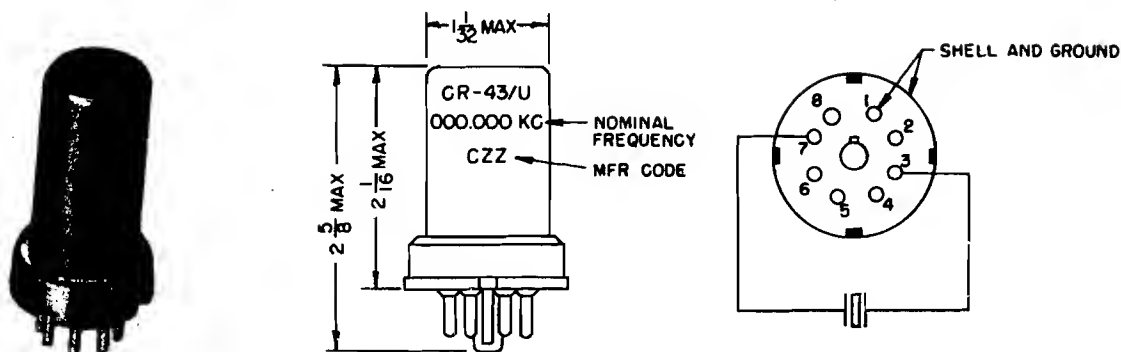 1 1/32 MAX
2 5/8 MAX
2 1/16 MAX
CR-43/U
000.000 KC
CZZ
NOMINAL
FREQUENCY
MFR CODE
SHELL AND GROUND
1
2
3
4
5
6
7
8